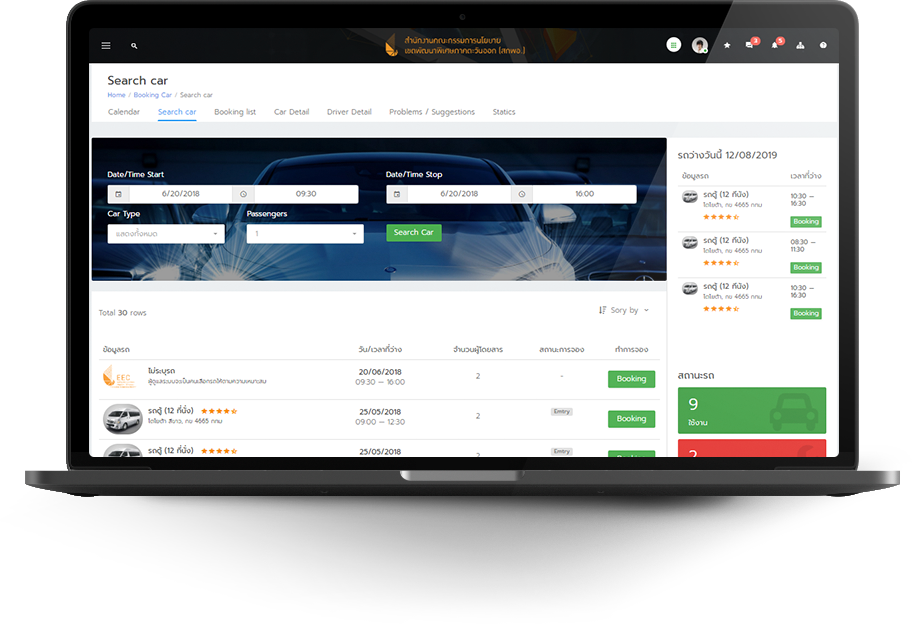 สำนักงานคณะกรรมการนโยบาย
เขตพัฒนาพิเศษภาคตะวันออก (สกพอ.)
3
5
Search car
Home / Booking Car / Search car
Calendar
Search car
Booking list
Car Detail
Driver Detail
Problems / Suggestions
Statics
Date/Time Start
6/20/2018
09:30
Date/Time Stop
6/20/2018
16:00
Car Type
แสดงทั้งหมด
Passengers
1
Search Car
Total 30 rows
Sory by
ข้อมูลรถ
วัน/เวลาที่ว่าง
จำนวนผู้โดยสาร
สถานะการจอง
ทำการจอง
EEC
ไม่ระบุรถ
ผู้ดูแลระบบจะเป็นคนเลือกรถให้ตามความเหมาะสม
20/06/2018
09:30 — 16:00
2
-
Booking
รถตู้ (12 ที่นั่ง)
โตโยต้า สีขาว, กข 4665 กทม
25/05/2018
09:00 — 12:30
2
Entry
Booking
รถตู้ (12 ที่นั่ง)
25/05/2018
2
Entry
รถว่างวันนี้ 12/08/2019
ข้อมูลรถ
เวลาที่ว่าง
รถตู้ (12 ที่นั่ง)
โตโยต้า, กข 4665 กทม
10:30 —
16:30
Booking
รถตู้ (12 ที่นั่ง)
โตโยต้า, กข 4665 กทม
08:30 —
11:30
Booking
รถตู้ (12 ที่นั่ง)
โตโยต้า, กข 4665 กทม
10:30 —
16:30
Booking
สถานะรถ
9
ใช้งาน